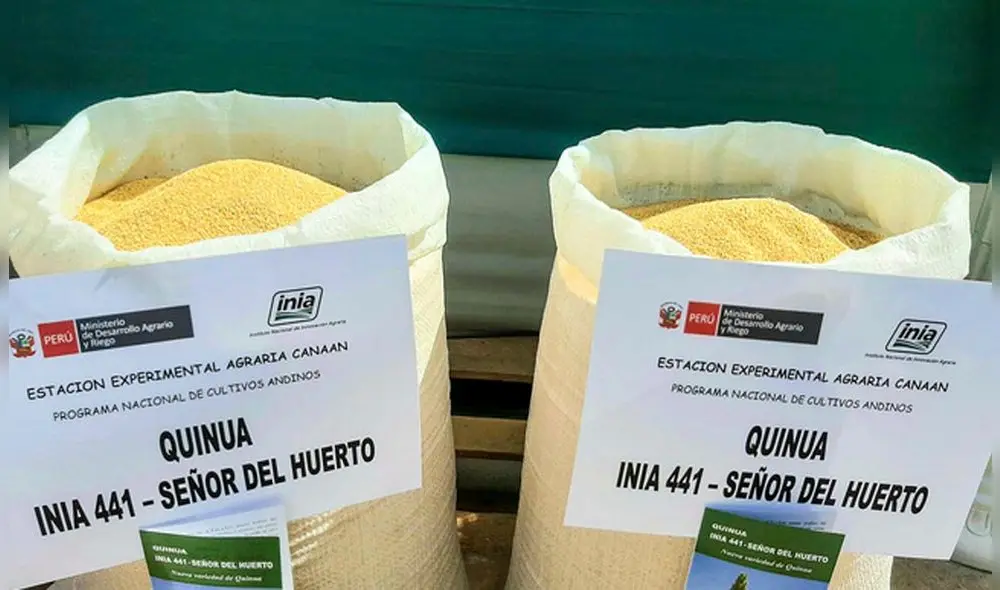 PERÚ
Ministerio
de Desarrollo Agrario
y Riego
inia
Instituto Nacional de Innovación Agraria
ESTACION EXPERIMENTAL AGRARIA CANAAN
PROGRAMA NACIONAL DE CULTIVOS ANDINOS
QUINUA
INIA 441 – SEÑOR DEL HUERTO
QUINUA
INIA 441 - SEÑOR DEL HUERTO
Nueva variedad de Quinua
PERÚ
Ministerio
de Desarrollo Agrario
y Riego
inia
Instituto Nacional de Innovación Agraria
ESTACION EXPERIMENTAL AGRARIA CANAAN
PROGRAMA NACIONAL DE CULTIVOS ANDINOS
QUINUA
INIA 441 – SEÑOR DEL HUERTO
QUINUA
INIA 441 - SEÑOR DEL HUERTO
Nueva variedad de Quinua